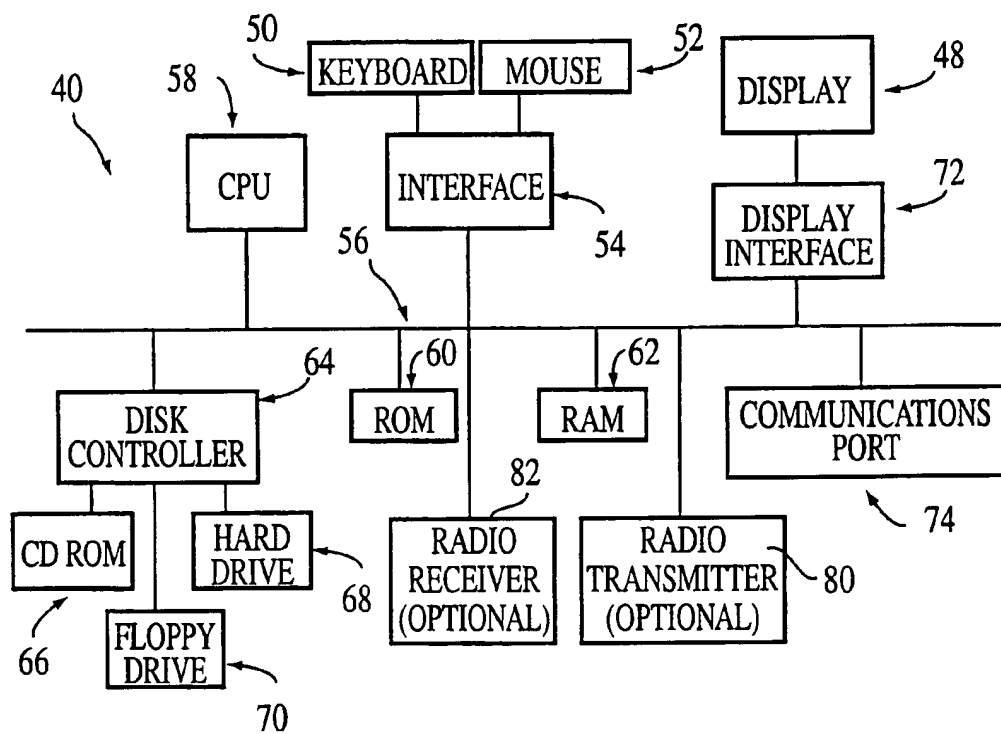 50
KEYBOARD
MOUSE
52
DISPLAY
48
40
58
CPU
INTERFACE
54
DISPLAY
INTERFACE
72
56
64
DISK
CONTROLLER
60
ROM
62
RAM
COMMUNICATIONS
PORT
74
CD ROM
66
HARD
DRIVE
68
FLOPPY
DRIVE
70
82
RADIO
RECEIVER
(OPTIONAL)
RADIO
TRANSMITTER
(OPTIONAL)
80